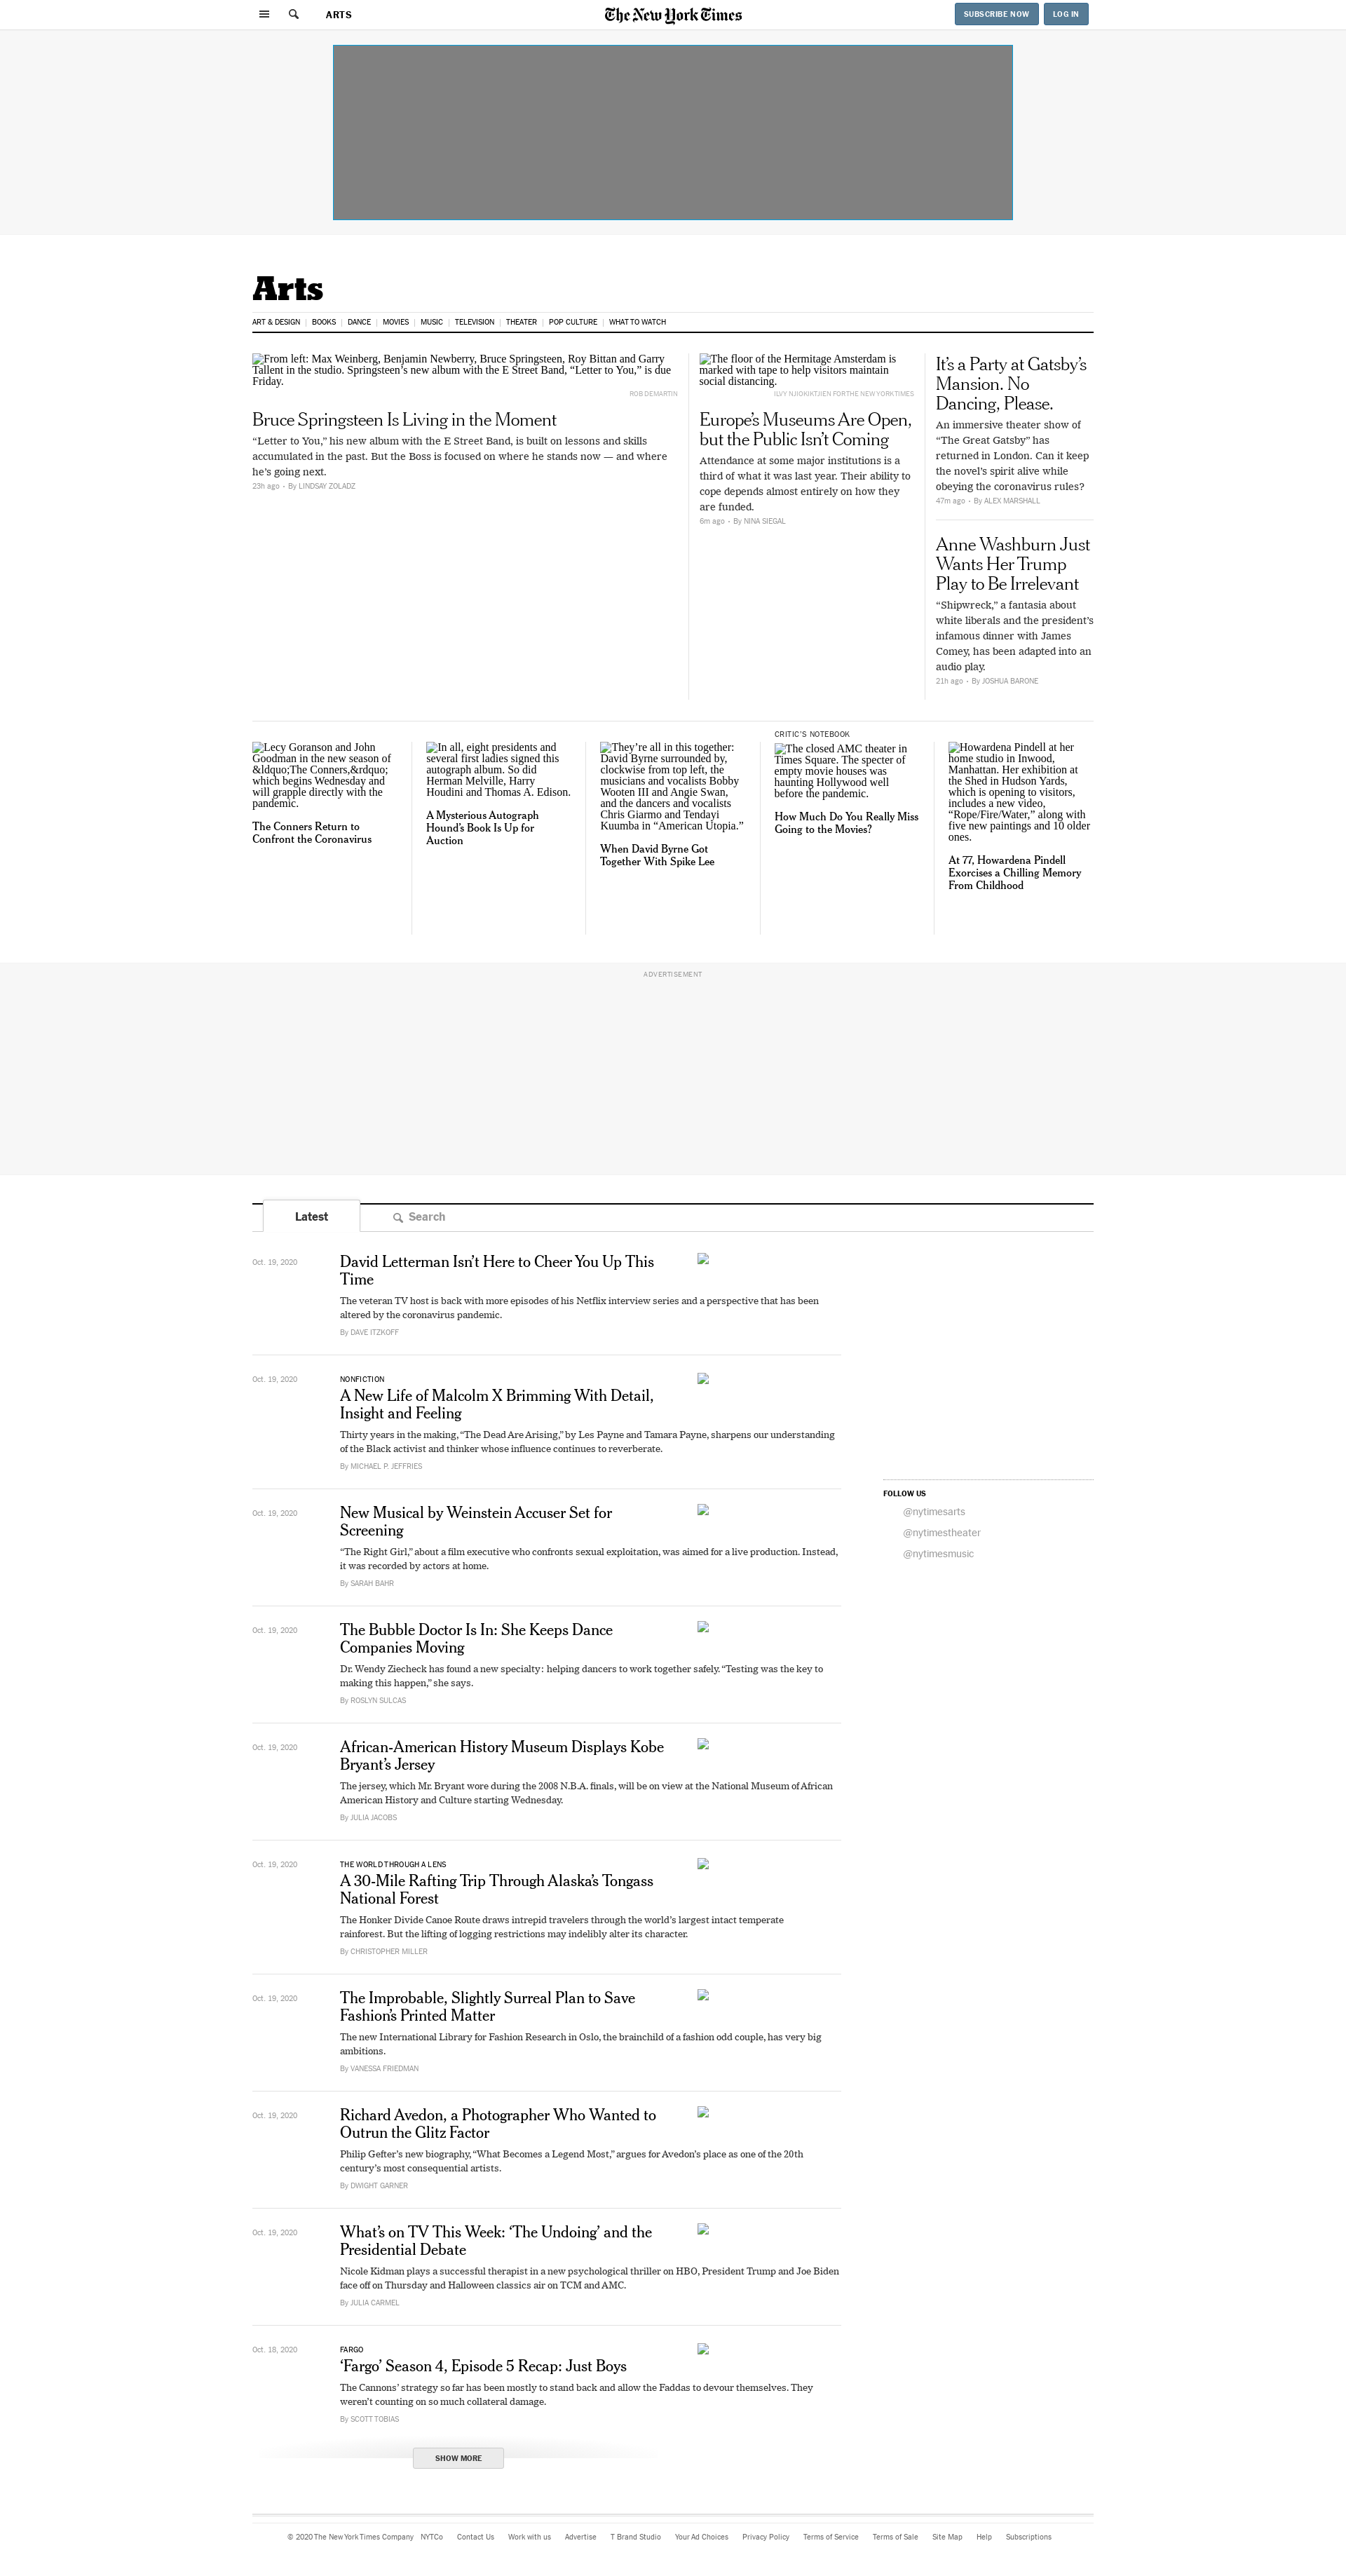 ARTS
The New York Times
SUBSCRIBE NOW
LOG IN
Arts
ART & DESIGN
BOOKS
DANCE
MOVIES
MUSIC
TELEVISION
THEATER
POP CULTURE
WHAT TO WATCH
From left: Max Weinberg, Benjamin Newberry, Bruce Springsteen, Roy Bittan and Garry
Tallent in the studio. Springsteen's new album with the E Street Band, “Letter to You,” is due
Friday.
ROB DEMARTIN
Bruce Springsteen Is Living in the Moment
“Letter to You,” his new album with the E Street Band, is built on lessons and skills
accumulated in the past. But the Boss is focused on where he stands now — and where
he’s going next.
23h ago • By LINDSAY ZOLADZ
The floor of the Hermitage Amsterdam is
marked with tape to help visitors maintain
social distancing.
ILVY NJIOKIKTJIEN FOR THE NEW YORK TIMES
Europe’s Museums Are Open,
but the Public Isn’t Coming
Attendance at some major institutions is a
third of what it was last year. Their ability to
cope depends almost entirely on how they
are funded.
6m ago • By NINA SIEGAL
It’s a Party at Gatsby’s
Mansion. No
Dancing, Please.
An immersive theater show of
“The Great Gatsby” has
returned in London. Can it keep
the novel’s spirit alive while
obeying the coronavirus rules?
47m ago • By ALEX MARSHALL
Anne Washburn Just
Wants Her Trump
Play to Be Irrelevant
“Shipwreck,” a fantasia about
white liberals and the president’s
infamous dinner with James
Comey, has been adapted into an
audio play.
21h ago • By JOSHUA BARONE
Lecy Goranson and John
Goodman in the new season of
&ldquo;The Conners,&rdquo;
which begins Wednesday and
will grapple directly with the
pandemic.
The Conners Return to
Confront the Coronavirus
In all, eight presidents and
several first ladies signed this
autograph album. So did
Herman Melville, Harry
Houdini and Thomas A. Edison.
A Mysterious Autograph
Hound’s Book Is Up for
Auction
They’re all in this together:
David Byrne surrounded by,
clockwise from top left, the
musicians and vocalists Bobby
Wooten III and Angie Swan,
and the dancers and vocalists
Chris Giarmo and Tendayi
Kuumba in “American Utopia.”
When David Byrne Got
Together With Spike Lee
CRITIC’S NOTEBOOK
The closed AMC theater in
Times Square. The specter of
empty movie houses was
haunting Hollywood well
before the pandemic.
How Much Do You Really Miss
Going to the Movies?
Howardena Pindell at her
home studio in Inwood,
Manhattan. Her exhibition at
the Shed in Hudson Yards,
which is opening to visitors,
includes a new video,
“Rope/Fire/Water,” along with
five new paintings and 10 older
ones.
At 77, Howardena Pindell
Exorcises a Chilling Memory
From Childhood
ADVERTISEMENT
Latest
Search
Oct. 19, 2020
David Letterman Isn’t Here to Cheer You Up This
Time
The veteran TV host is back with more episodes of his Netflix interview series and a perspective that has been
altered by the coronavirus pandemic.
By DAVE ITZKOFF
Oct. 19, 2020
NONFICTION
A New Life of Malcolm X Brimming With Detail,
Insight and Feeling
Thirty years in the making, “The Dead Are Arising,” by Les Payne and Tamara Payne, sharpens our understanding
of the Black activist and thinker whose influence continues to reverberate.
By MICHAEL P. JEFFRIES
FOLLOW US
@nytimesarts
@nytimestheater
@nytimesmusic
Oct. 19, 2020
New Musical by Weinstein Accuser Set for
Screening
“The Right Girl,” about a film executive who confronts sexual exploitation, was aimed for a live production. Instead,
it was recorded by actors at home.
By SARAH BAHR
Oct. 19, 2020
The Bubble Doctor Is In: She Keeps Dance
Companies Moving
Dr. Wendy Ziecheck has found a new specialty: helping dancers to work together safely. “Testing was the key to
making this happen,” she says.
By ROSLYN SULCAS
Oct. 19, 2020
African-American History Museum Displays Kobe
Bryant’s Jersey
The jersey, which Mr. Bryant wore during the 2008 N.B.A. finals, will be on view at the National Museum of African
American History and Culture starting Wednesday.
By JULIA JACOBS
Oct. 19, 2020
THE WORLD THROUGH A LENS
A 30-Mile Rafting Trip Through Alaska’s Tongass
National Forest
The Honker Divide Canoe Route draws intrepid travelers through the world’s largest intact temperate
rainforest. But the lifting of logging restrictions may indelibly alter its character.
By CHRISTOPHER MILLER
Oct. 19, 2020
The Improbable, Slightly Surreal Plan to Save
Fashion’s Printed Matter
The new International Library for Fashion Research in Oslo, the brainchild of a fashion odd couple, has very big
ambitions.
By VANESSA FRIEDMAN
Oct. 19, 2020
Richard Avedon, a Photographer Who Wanted to
Outrun the Glitz Factor
Philip Gefter’s new biography, “What Becomes a Legend Most,” argues for Avedon’s place as one of the 20th
century’s most consequential artists.
By DWIGHT GARNER
Oct. 19, 2020
What’s on TV This Week: ‘The Undoing’ and the
Presidential Debate
Nicole Kidman plays a successful therapist in a new psychological thriller on HBO, President Trump and Joe Biden
face off on Thursday and Halloween classics air on TCM and AMC.
By JULIA CARMEL
Oct. 18, 2020
FARGO
‘Fargo’ Season 4, Episode 5 Recap: Just Boys
The Cannons’ strategy so far has been mostly to stand back and allow the Faddas to devour themselves. They
weren’t counting on so much collateral damage.
By SCOTT TOBIAS
SHOW MORE
© 2020 The New York Times Company NYTCo Contact Us Work with us Advertise T Brand Studio Your Ad Choices Privacy Policy Terms of Service Terms of Sale Site Map Help Subscriptions